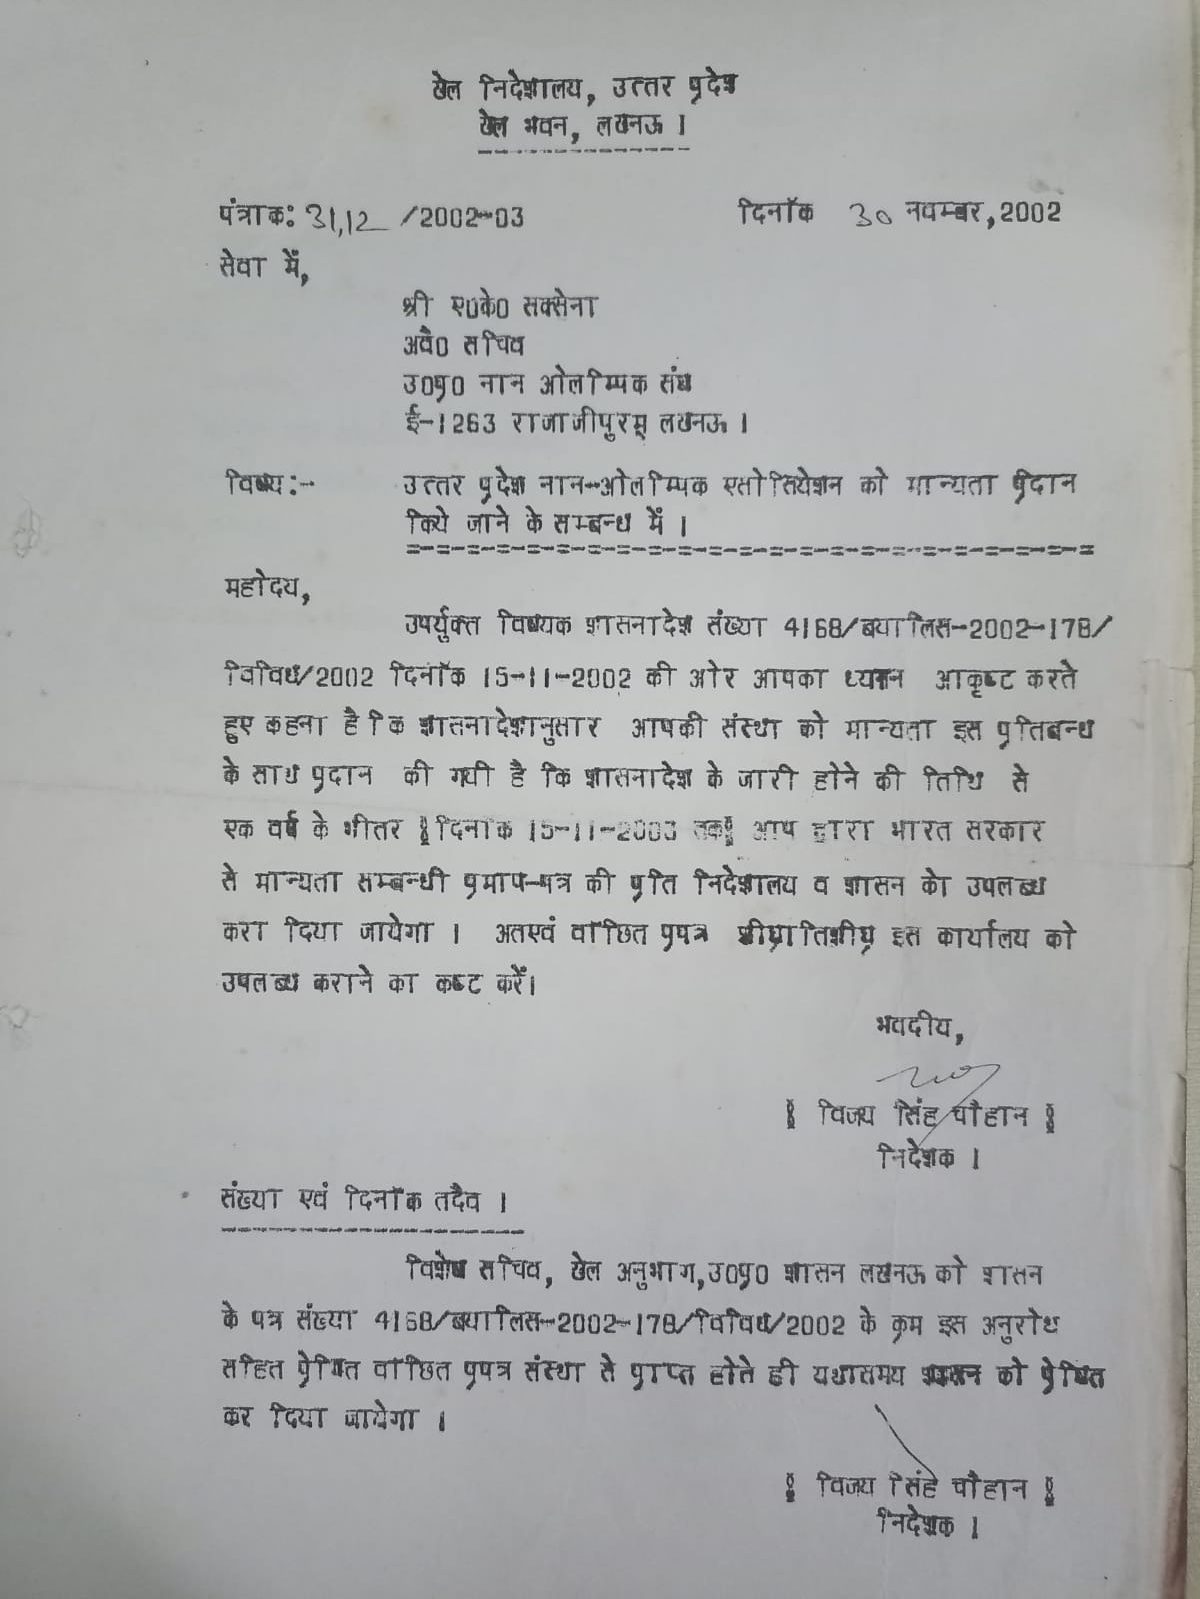 खेल निदेशालय, उत्तर प्रदेश
खेल भवन, लखनऊ ।
पंत्राक: 3112 /2002-03 दिनॉक 30 नवम्बर,2002
सेवा में,
श्री ए0के0 सक्सेना
अवै0 सचिव
उ0प्र0 नान ओलम्पिक संघ
ई-1263 राजाजीपुरम् लखनऊ ।
विषय:- उत्तर प्रदेश नान-ओलम्पिक एसोसियेशन को मान्यता प्रदान
किये जाने के सम्बन्ध में ।
महोदय,
उपर्युक्त विषयक शासनादेश संख्या 4168/बयालिस-2002-178/
विविध/2002 दिनॉक 15-11-2002 की ओर आपका ध्यान आकृष्ट करते
हुए कहना है कि शासनादेशानुसार आपकी संस्था को मान्यता इस प्रतिबन्ध
के साथ प्रदान की गयी है कि शासनादेश के जारी होने की तिथि से
एक वर्ष के भीतर (दिनॉक 15-11-2003 तक) आप द्वारा भारत सरकार
से मान्यता सम्बन्धी प्रमाण-पत्र की प्रति निदेशालय व शासन को उपलब्ध
करा दिया जायेगा । अतएवं वांछित प्रपत्र शीघ्रातिशीघ्र इस कार्यालय को
उपलब्ध कराने का कष्ट करें।
भवदीय,
( विजय सिंह चौहान )
निदेशक ।
संख्या एवं दिनॉक तदैव ।
विशेष सचिव, खेल अनुभाग,उ0प्र0 शासन लखनऊ को शासन
के पत्र संख्या 4168/बयालिस-2002-178/विविध/2002 के क्रम इस अनुरोध
सहित प्रेषित वांछित प्रपत्र संस्था से प्राप्त होते ही यथासमय शासन को प्रेषित
कर दिया जायेगा ।
( विजय सिंह चौहान )
निदेशक ।